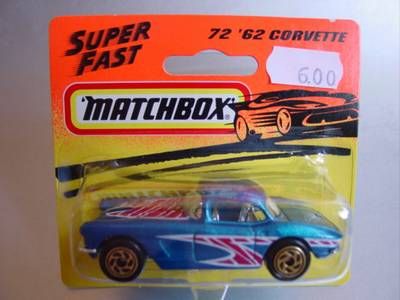 SUPER
FAST
72 '62 CORVETTE
6.00
MATCHBOX